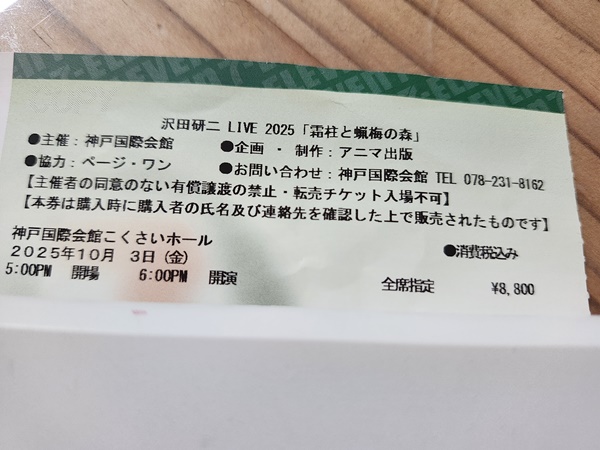 沢田研二 LIVE 2025「霜柱と蝋梅の森」
●主催：神戸国際会館 ●企画・制作：アニマ出版
●協力：ページ・ワン ●お問い合わせ：神戸国際会館 TEL 078-231-8162
【主催者の同意のない有償譲渡の禁止・転売チケット入場不可】
【本券は購入時に購入者の氏名及び連絡先を確認した上で販売されたものです】
神戸国際会館こくさいホール
2025年10月 3日（金） ●消費税込み
5:00PM 開場 6:00PM 開演 全席指定 ¥8,800